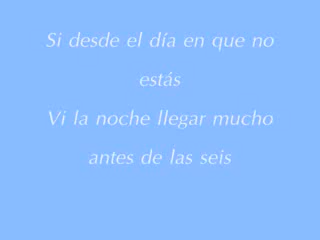 Si desde el día en que no
estás
Vi la noche llegar mucho
antes de las seis